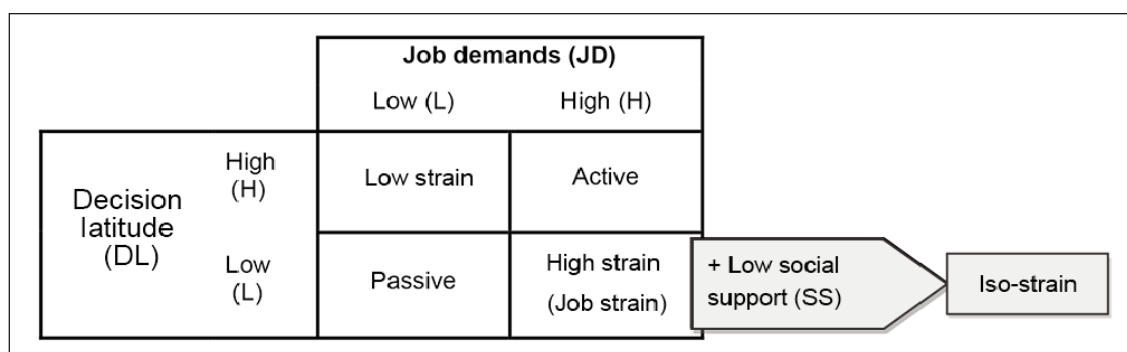 Job demands (JD)
Low (L)
High (H)
Decision
latitude
(DL)
High
(H)
Low strain
Active
Low
(L)
Passive
High strain
(Job strain)
+ Low social
support (SS)
Iso-strain